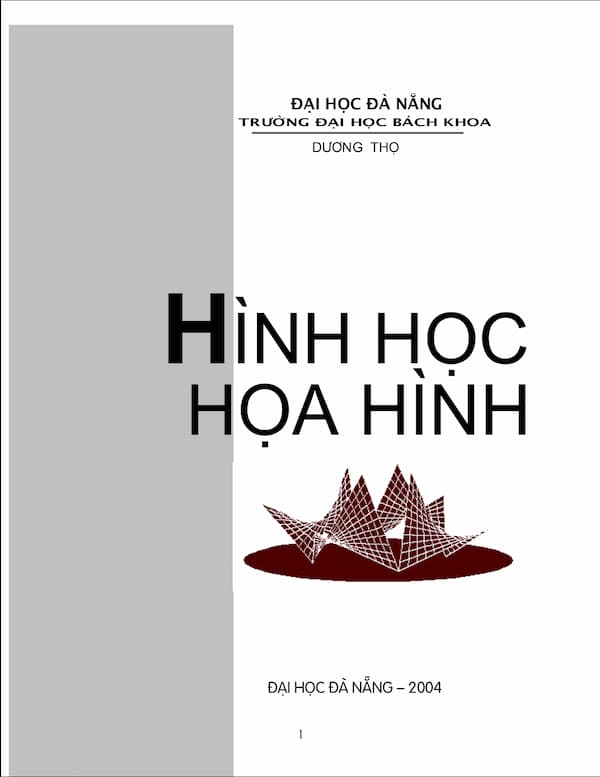 ĐẠI HỌC ĐÀ NẴNG
TRƯỜNG ĐẠI HỌC BÁCH KHOA
DƯƠNG THỌ
HÌNH HỌC
HỌA HÌNH
ĐẠI HỌC ĐÀ NẴNG – 2004
1